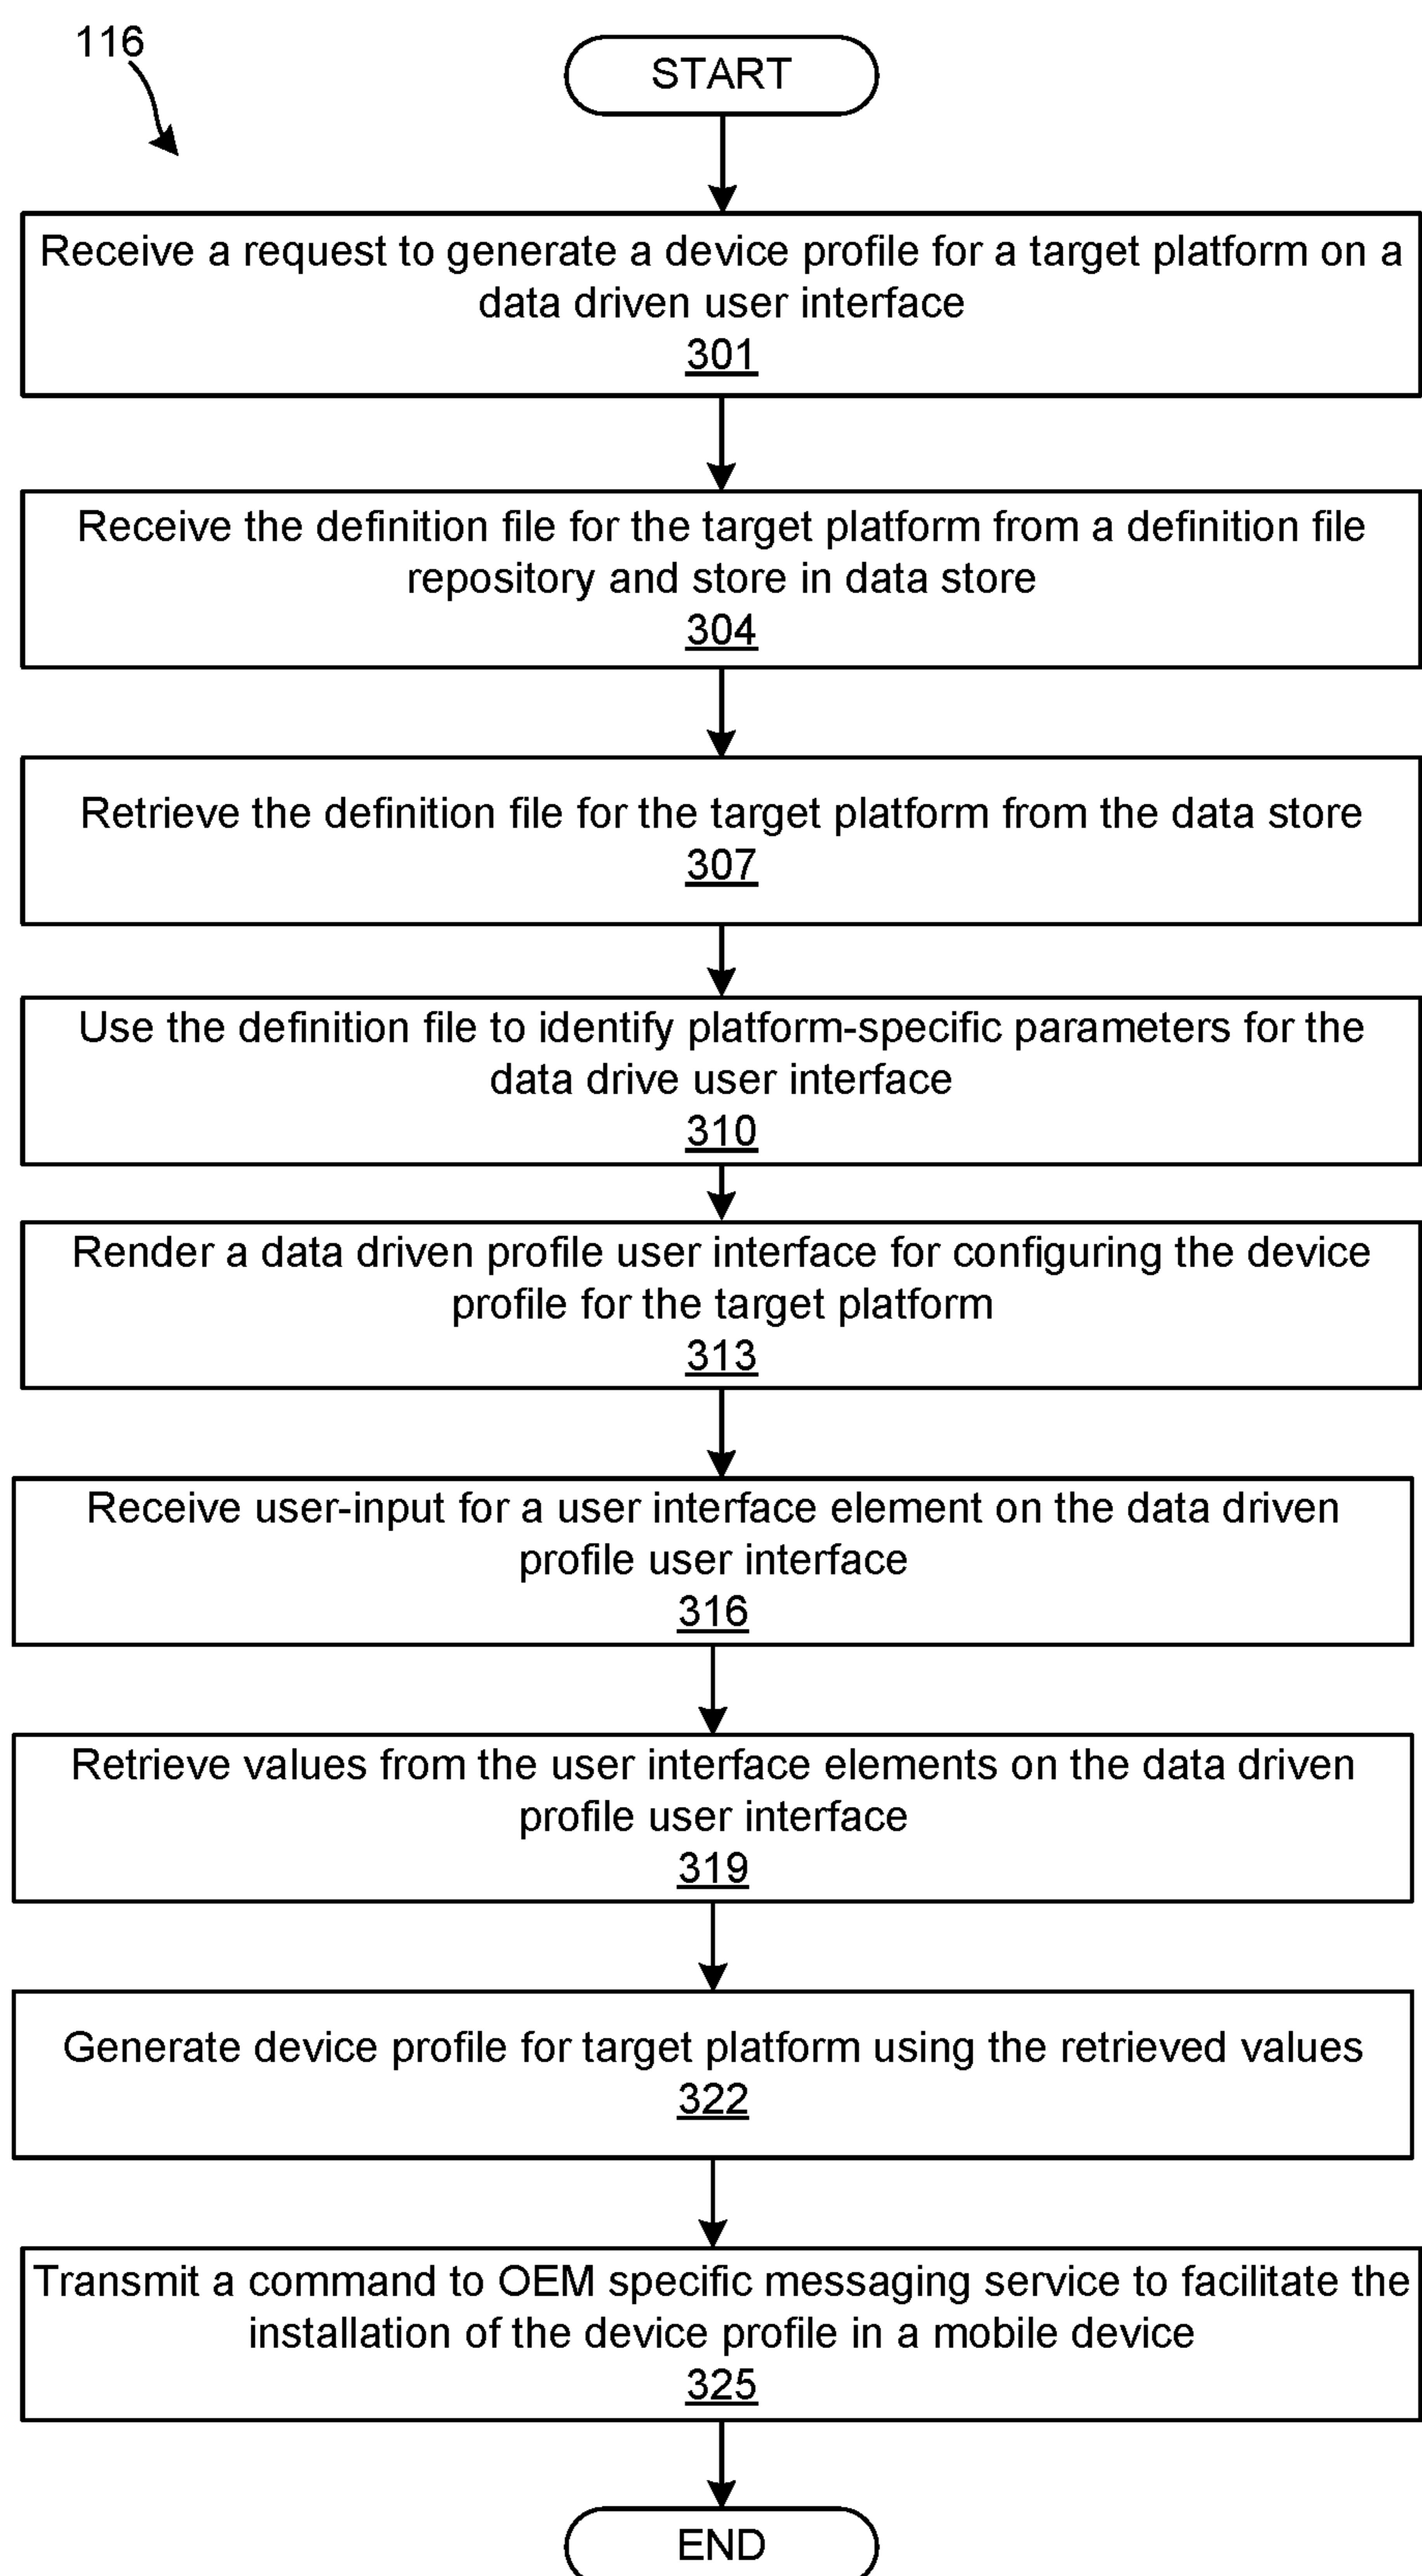 116
START
Receive a request to generate a device profile for a target platform on a
data driven user interface
301
Receive the definition file for the target platform from a definition file
repository and store in data store
304
Retrieve the definition file for the target platform from the data store
307
Use the definition file to identify platform-specific parameters for the
data drive user interface
310
Render a data driven profile user interface for configuring the device
profile for the target platform
313
Receive user-input for a user interface element on the data driven
profile user interface
316
Retrieve values from the user interface elements on the data driven
profile user interface
319
Generate device profile for target platform using the retrieved values
322
Transmit a command to OEM specific messaging service to facilitate the
installation of the device profile in a mobile device
325
END